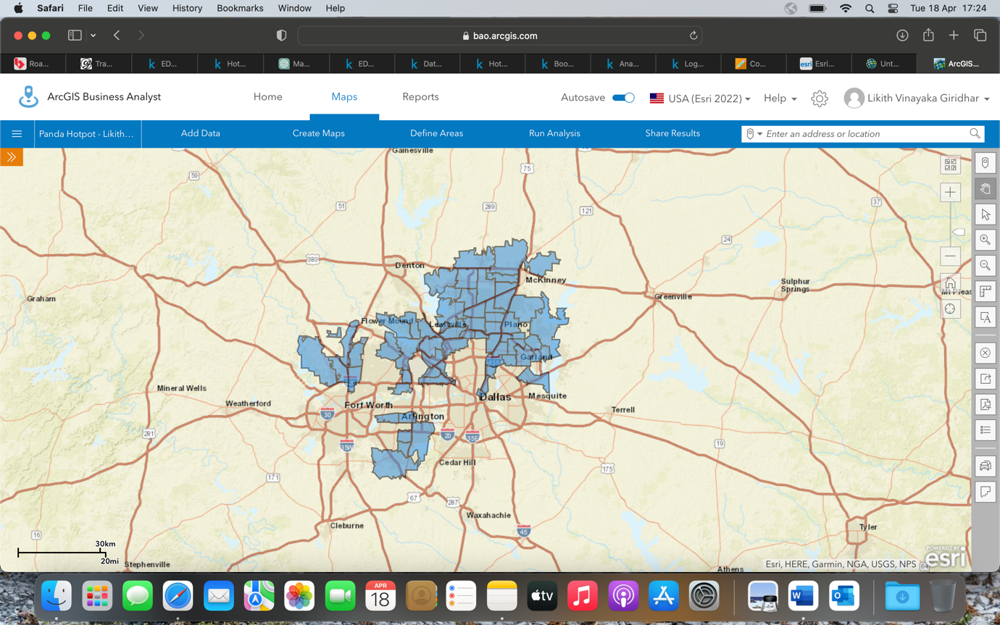 Safari File Edit View History Bookmarks Window Help Tue 18 Apr 17:24
bao.arcgis.com
Roa... Tra... k ED... k Hot... Ma... k ED... k Dat... k Hot... k Boo... k Ana... k Log... Co... esri Esri... Unt... ArcGIS...
ArcGIS Business Analyst Home Maps Reports Autosave USA (Esri 2022) Help Likith Vinayaka Giridhar
Panda Hotpot - Likith... Add Data Create Maps Define Areas Run Analysis Share Results Enter an address or location
Gainesville
75
59
37
51
289
121
24
380
Denton
McKinney
Sulphur
Springs
Mt Pleas
Graham
Greenville
Flower Mound
Lewisville
Plano
Garland
Mineral Wells
Dallas
Mesquite
Weatherford
Fort Worth
Terrell
30
Arlington
281
20
35E
19
35W
Cedar Hill
175
171
67
287
Waxahachie
Cleburne
45
Tyler
16
30km
20mi
Stephenville
POWERED BY
esri
Esri, HERE, Garmin, NGA, USGS, NPS
64
Athens
APR
18
tv
W
O